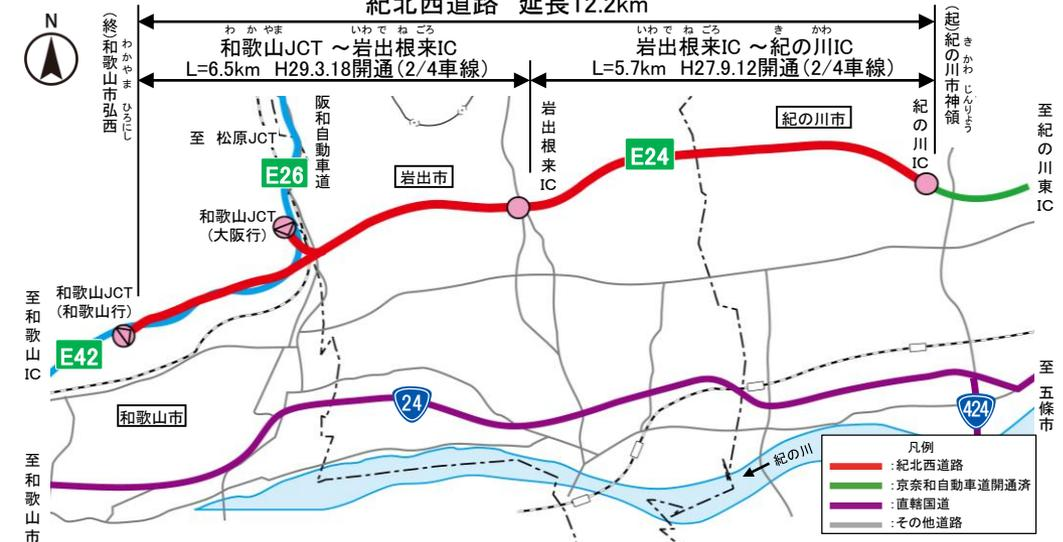 紀北西道路 延長12.2km
N
(終)和歌山市弘西
わかやま ひろにし
わ か やま いわ で ね ごろ
和歌山JCT ～岩出根来IC
L=6.5km H29.3.18開通(2/4車線)
いわ で ね ごろ き かわ
岩出根来IC ～紀の川IC
L=5.7km H27.9.12開通(2/4車線)
(起)紀の川市神領
き かわ じんりょう
阪和自動車道
至 松原JCT
E26
岩出根来IC
紀の川市
紀の川IC
至紀の川東IC
E24
岩出市
和歌山JCT
(大阪行)
和歌山JCT
(和歌山行)
至和歌山IC
E42
和歌山市
24
424
至 五條市
至和歌山市
紀の川
凡例
:紀北西道路
:京奈和自動車道開通済
:直轄国道
:その他道路